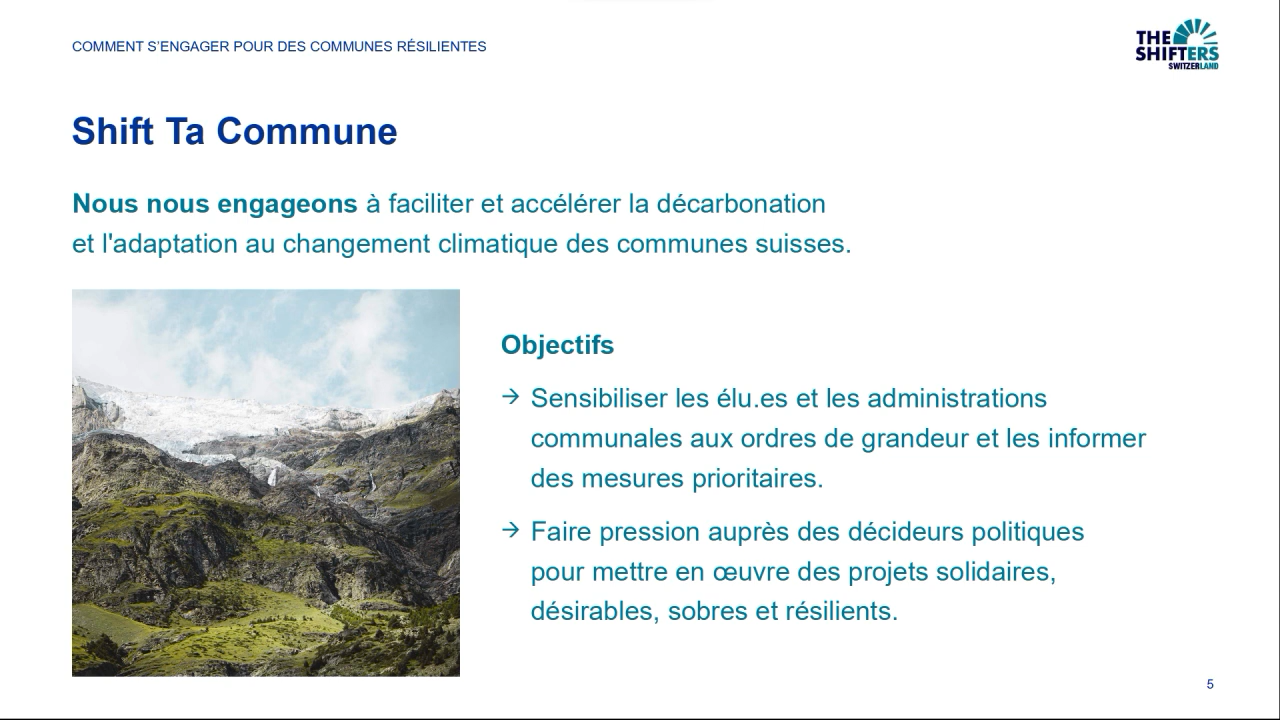 COMMENT S’ENGAGER POUR DES COMMUNES RÉSILIENTES
THE
SHIFTERS
SWITZERLAND
Shift Ta Commune
Nous nous engageons à faciliter et accélérer la décarbonation
et l'adaptation au changement climatique des communes suisses.
Objectifs
→ Sensibiliser les élu.es et les administrations
communales aux ordres de grandeur et les informer
des mesures prioritaires.
→ Faire pression auprès des décideurs politiques
pour mettre en œuvre des projets solidaires,
désirables, sobres et résilients.
5